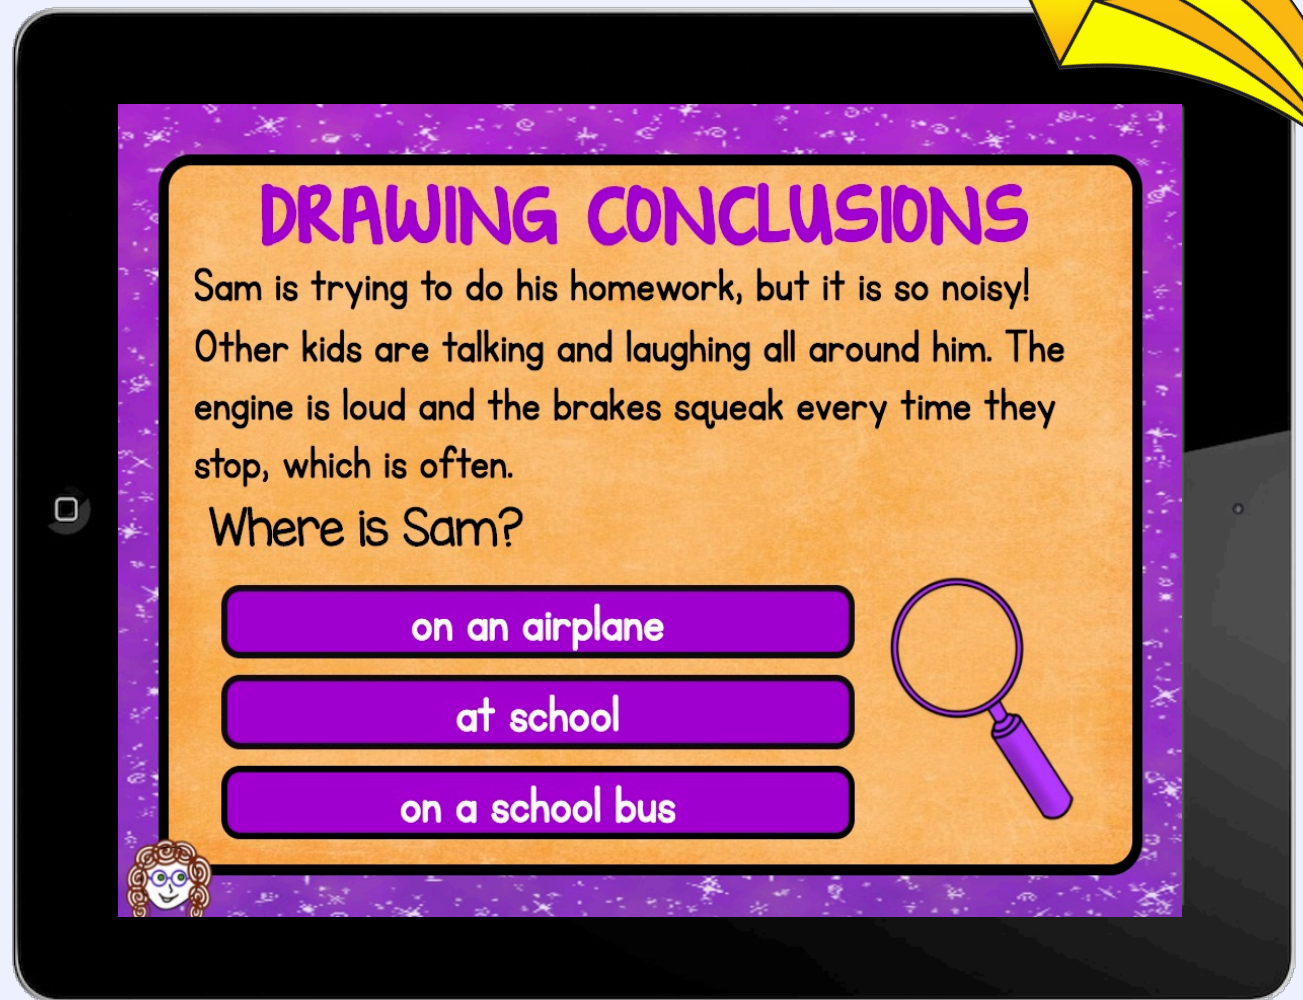 DRAWING CONCLUSIONS
Sam is trying to do his homework, but it is so noisy!
Other kids are talking and laughing all around him. The
engine is loud and the brakes squeak every time they
stop, which is often.
Where is Sam?
on an airplane
at school
on a school bus